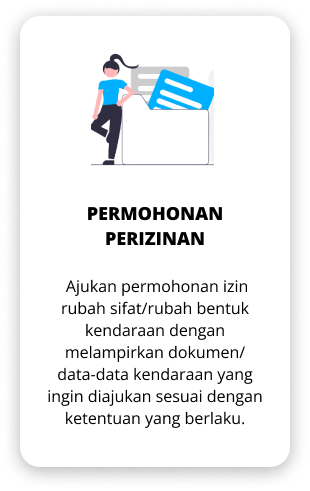 PERMOHONAN
PERIZINAN
Ajukan permohonan izin
rubah sifat/rubah bentuk
kendaraan dengan
melampirkan dokumen/
data-data kendaraan yang
ingin diajukan sesuai dengan
ketentuan yang berlaku.